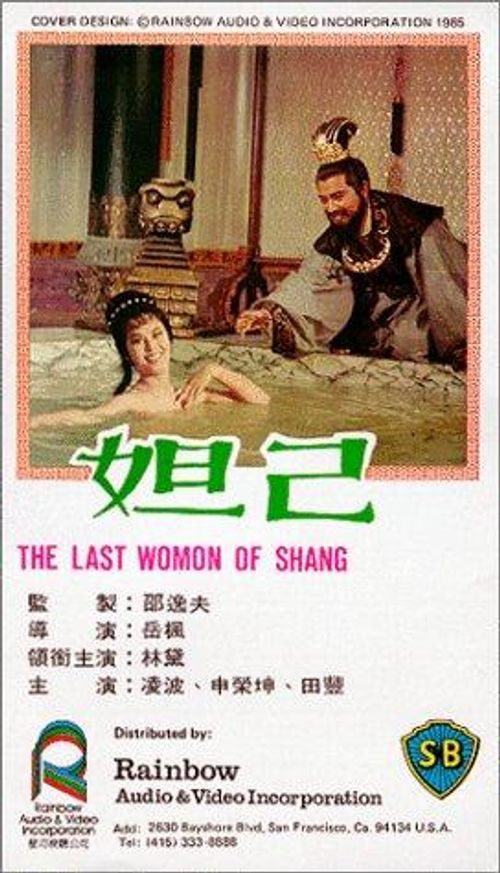 COVER DESIGN: ©RAINBOW AUDIO & VIDEO INCORPORATION 1985
妲己
THE LAST WOMON OF SHANG
監 製：邵逸夫
導 演：岳楓
領銜主演：林黛
主 演：凌波、申榮坤、田豐
Distributed by:
Rainbow
Audio & Video Incorporation
Add: 2630 Bayshore Blvd, San Francisco, Ca. 94134 U.S.A.
Tel: (415) 333-8888
Rainbow
Audio & Video
Incorporation
SB